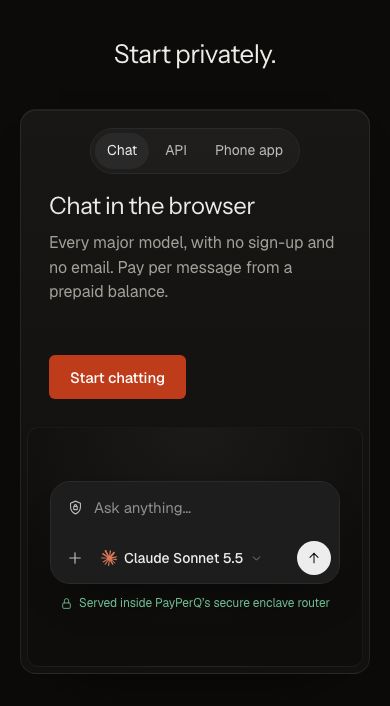 Start privately.
Chat
API
Phone app
Chat in the browser
Every major model, with no sign-up and
no email. Pay per message from a
prepaid balance.
Start chatting
Ask anything...
Claude Sonnet 5.5
Served inside PayPerQ's secure enclave router